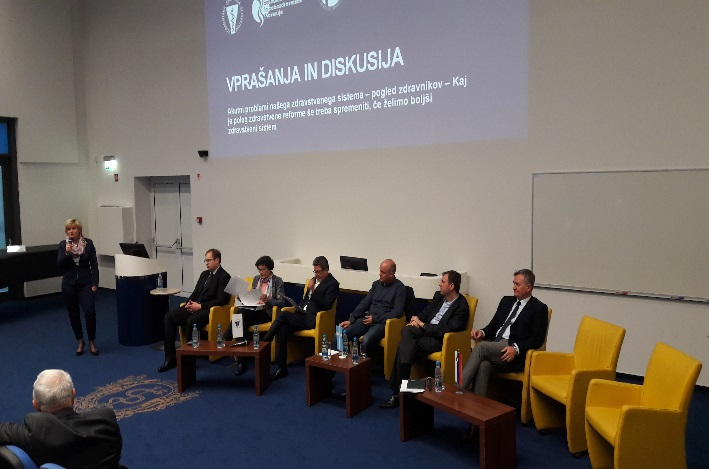 VPRAŠANJA IN DISKUSIJA
Akutni problemi našega zdravstvenega sistema – pogled zdravnikov – Kaj
je poleg zdravstvene reforme še treba spremeniti, če želimo boljši
zdravstveni sistem